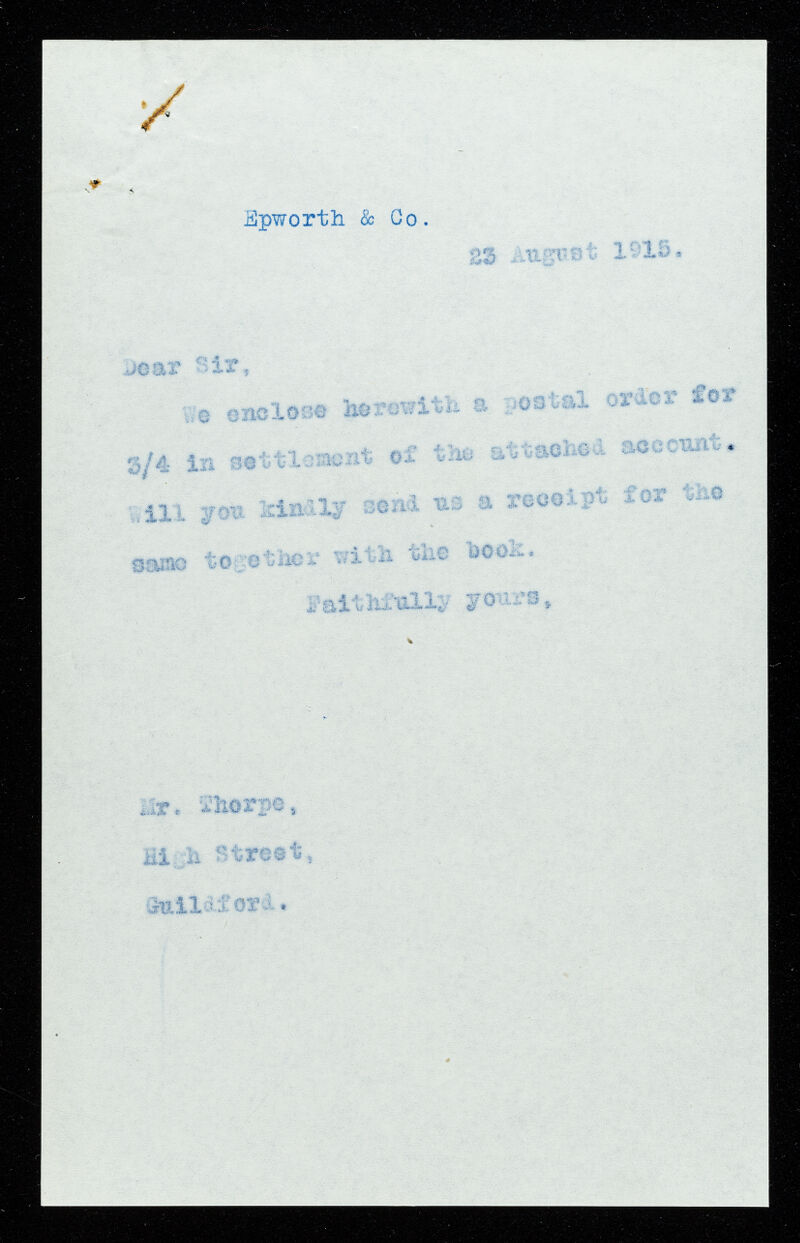 Epworth & Co.
23 August 1915.
Dear Sir,
We enclose herewith a postal order for
3/4 in settlement of the attached account.
Will you kindly send us a receipt for the
same together with the book.
Faithfully yours,
Mr. Thorpe,
High Street,
Guildford.